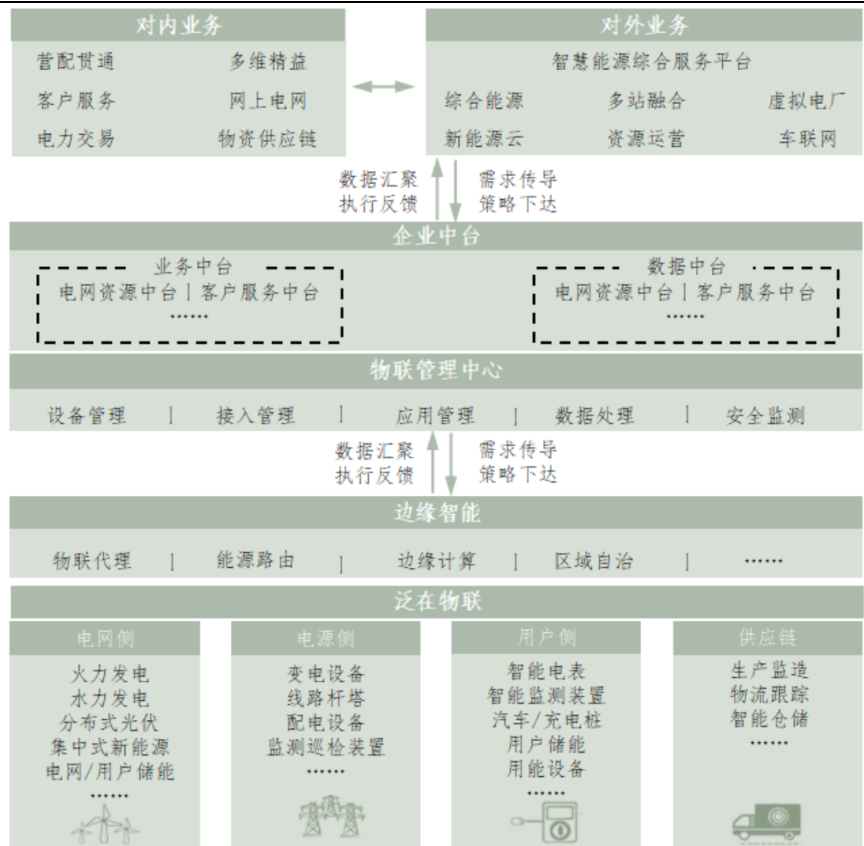 对内业务
营配贯通 多维精益
客户服务 网上电网
电力交易 物资供应链
对外业务
智慧能源综合服务平台
综合能源 多站融合 虚拟电厂
新能源云 资源运营 车联网
数据汇聚 需求传导
执行反馈 策略下达
企业中台
业务中台
电网资源中台|客户服务中台
……
数据中台
电网资源中台|客户服务中台
……
物联管理中心
设备管理 | 接入管理 | 应用管理 | 数据处理 | 安全监测
数据汇聚 需求传导
执行反馈 策略下达
边缘智能
物联代理 | 能源路由 | 边缘计算 | 区域自治 | ……
泛在物联
电网侧
火力发电
水力发电
分布式光伏
集中式新能源
电网/用户储能
……
电源侧
变电设备
线路杆塔
配电设备
监测巡检装置
……
用户侧
智能电表
智能监测装置
汽车/充电桩
用户储能
用能设备
……
供应链
生产监造
物流跟踪
智能仓储
……